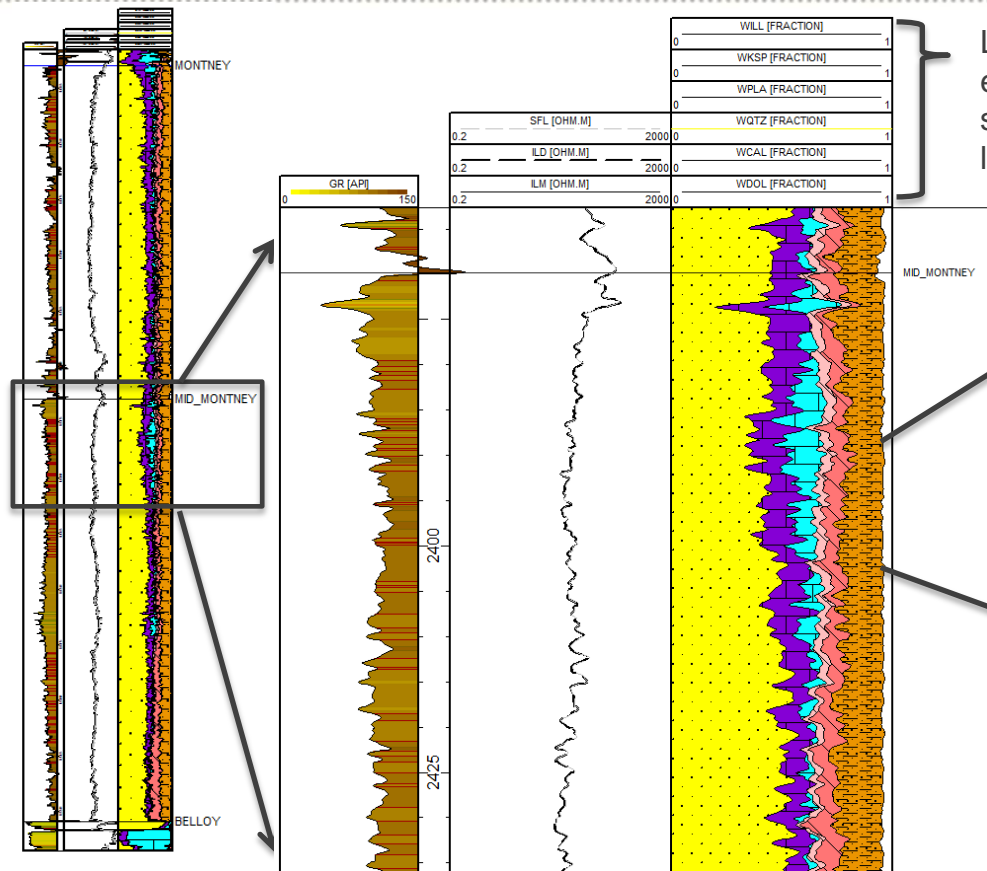 MONTNEY
MID_MONTNEY
BELLOY
GR [API]
0 150
SFL [OHM.M]
0.2 2000
ILD [OHM.M]
0.2 2000
ILM [OHM.M]
0.2 2000
WILL [FRACTION]
0 1
WKSP [FRACTION]
0 1
WPLA [FRACTION]
0 1
WQTZ [FRACTION]
0 1
WCAL [FRACTION]
0 1
WDOL [FRACTION]
0 1
MID_MONTNEY
2400
2425